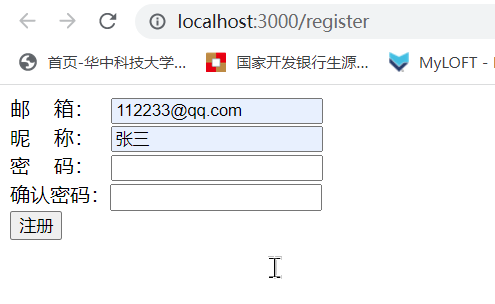 localhost:3000/register
首页-华中科技大学... 国家开发银行生源... MyLOFT -
邮 箱： 112233@qq.com
昵 称： 张三
密 码：
确认密码：
注册